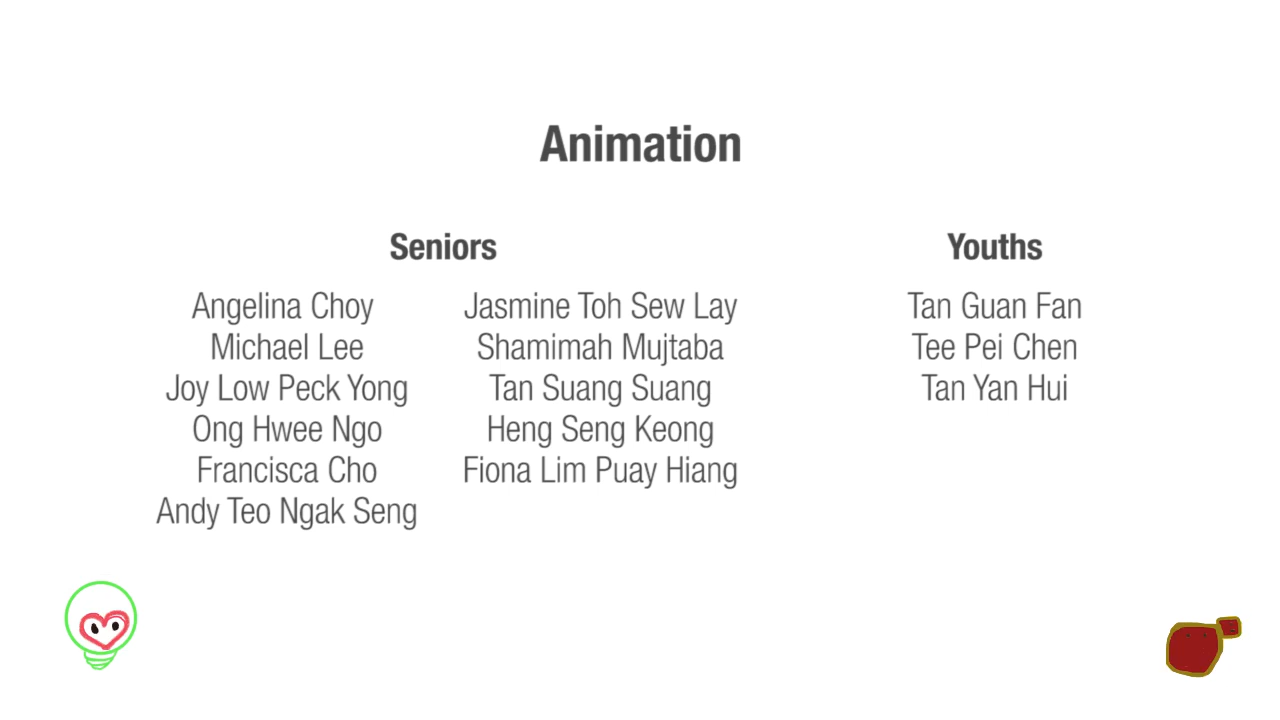 Animation
Seniors
Angelina Choy
Michael Lee
Joy Low Peck Yong
Ong Hwee Ngo
Francisca Cho
Andy Teo Ngak Seng
Jasmine Toh Sew Lay
Shamimah Mujtaba
Tan Suang Suang
Heng Seng Keong
Fiona Lim Puay Hiang
Youths
Tan Guan Fan
Tee Pei Chen
Tan Yan Hui